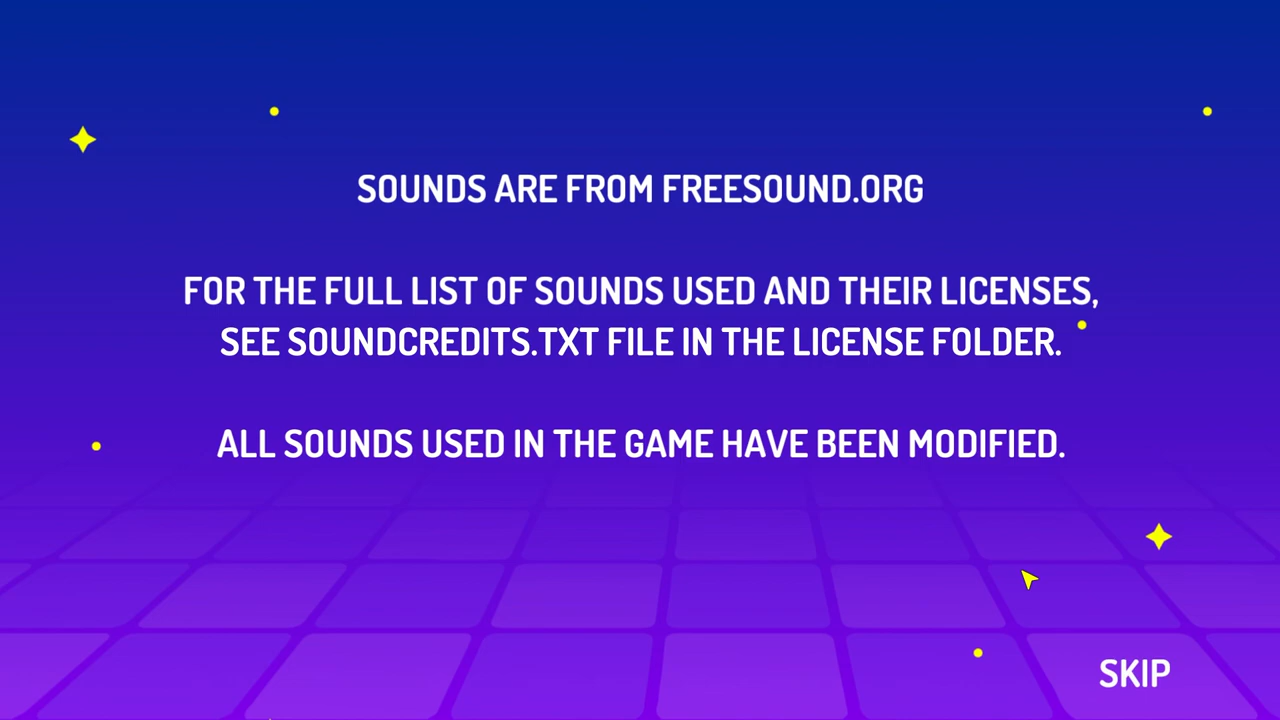 SOUNDS ARE FROM FREESOUND.ORG
FOR THE FULL LIST OF SOUNDS USED AND THEIR LICENSES,
SEE SOUNDCREDITS.TXT FILE IN THE LICENSE FOLDER.
ALL SOUNDS USED IN THE GAME HAVE BEEN MODIFIED.
SKIP